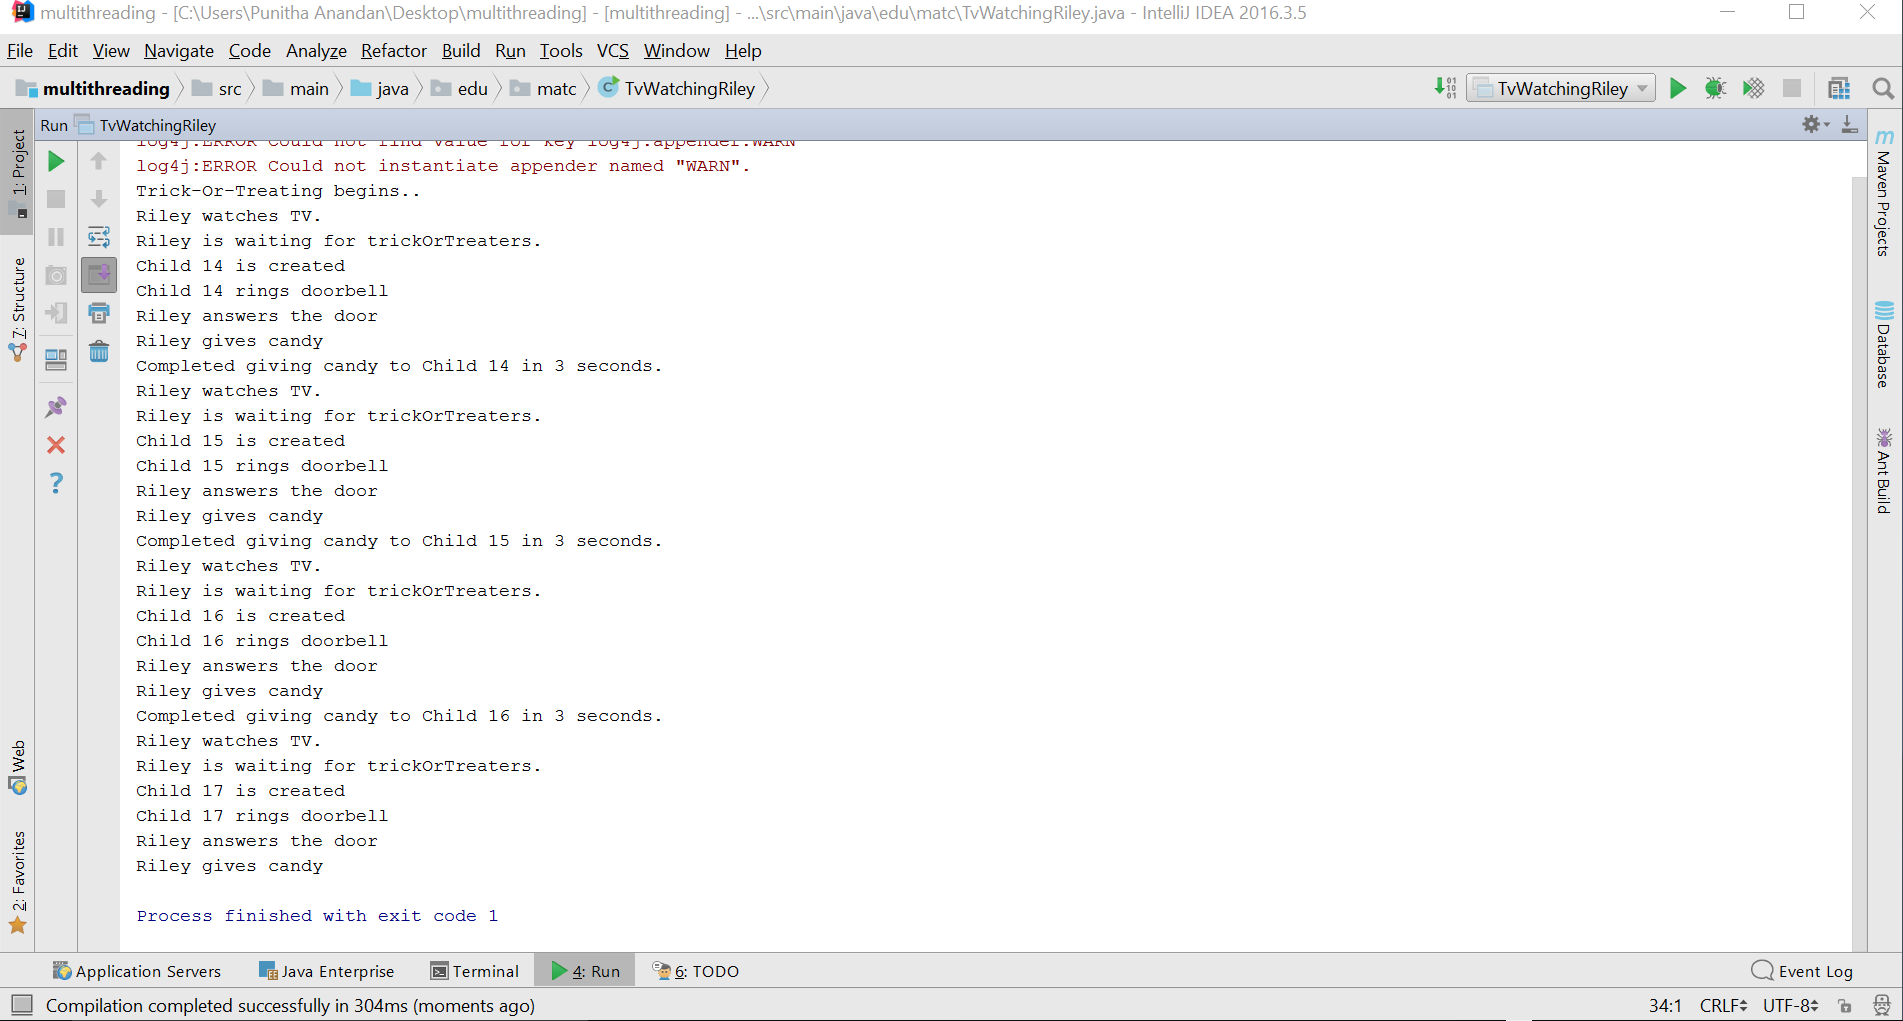 multithreading - [C:\Users\Punitha Anandan\Desktop\multithreading] - [multithreading] - ...\src\main\java\edu\matc\TvWatchingRiley.java - IntelliJ IDEA 2016.3.5
File Edit View Navigate Code Analyze Refactor Build Run Tools VCS Window Help
multithreading src main java edu matc TvWatchingRiley TvWatchingRiley
Run TvWatchingRiley
log4j:ERROR Could not find value for key log4j.appender.WARN
log4j:ERROR Could not instantiate appender named "WARN".
Trick-Or-Treating begins..
Riley watches TV.
Riley is waiting for trickOrTreaters.
Child 14 is created
Child 14 rings doorbell
Riley answers the door
Riley gives candy
Completed giving candy to Child 14 in 3 seconds.
Riley watches TV.
Riley is waiting for trickOrTreaters.
Child 15 is created
Child 15 rings doorbell
Riley answers the door
Riley gives candy
Completed giving candy to Child 15 in 3 seconds.
Riley watches TV.
Riley is waiting for trickOrTreaters.
Child 16 is created
Child 16 rings doorbell
Riley answers the door
Riley gives candy
Completed giving candy to Child 16 in 3 seconds.
Riley watches TV.
Riley is waiting for trickOrTreaters.
Child 17 is created
Child 17 rings doorbell
Riley answers the door
Riley gives candy
Process finished with exit code 1
1: Project
7: Structure
Web
2: Favorites
Maven Projects
Database
Ant Build
Application Servers Java Enterprise Terminal 4: Run 6: TODO Event Log
Compilation completed successfully in 304ms (moments ago) 34:1 CRLF UTF-8